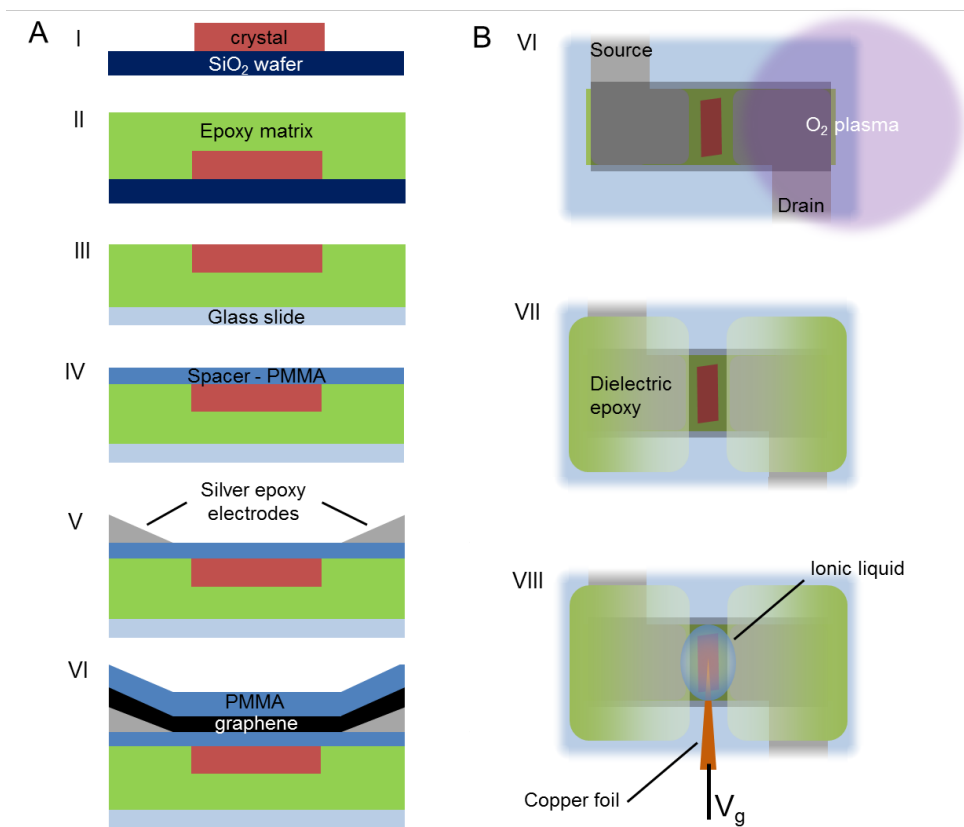 A
I
crystal
SiO₂ wafer
II
Epoxy matrix
III
Glass slide
IV
Spacer - PMMA
Silver epoxy
electrodes
V
VI
PMMA
graphene
B
VI
Source
O₂ plasma
Drain
VII
Dielectric
epoxy
VIII
Ionic liquid
Copper foil
Vg